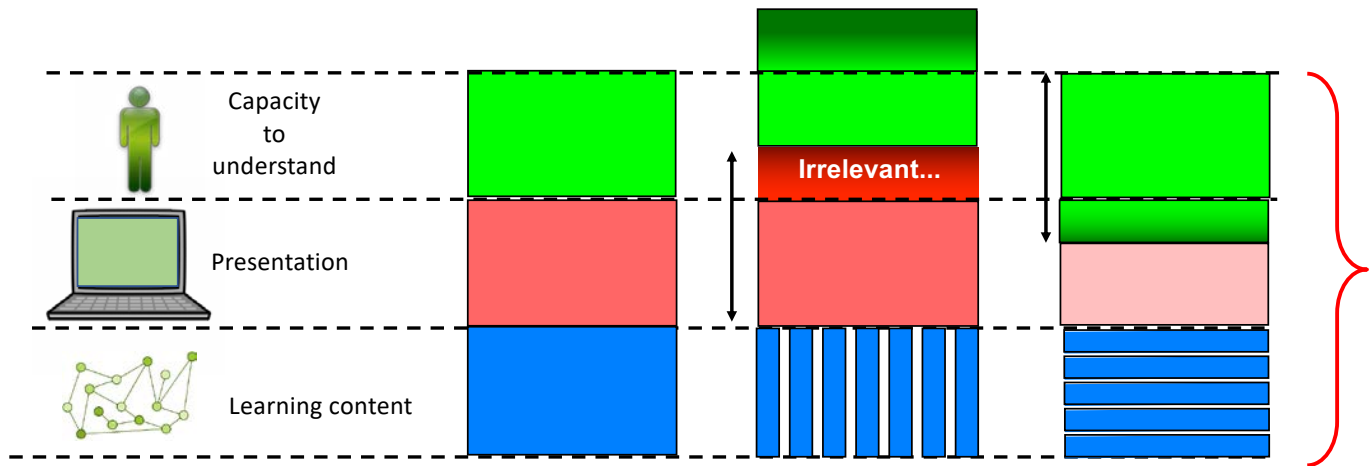 Capacity
to
understand
Irrelevant...
Presentation
Learning content